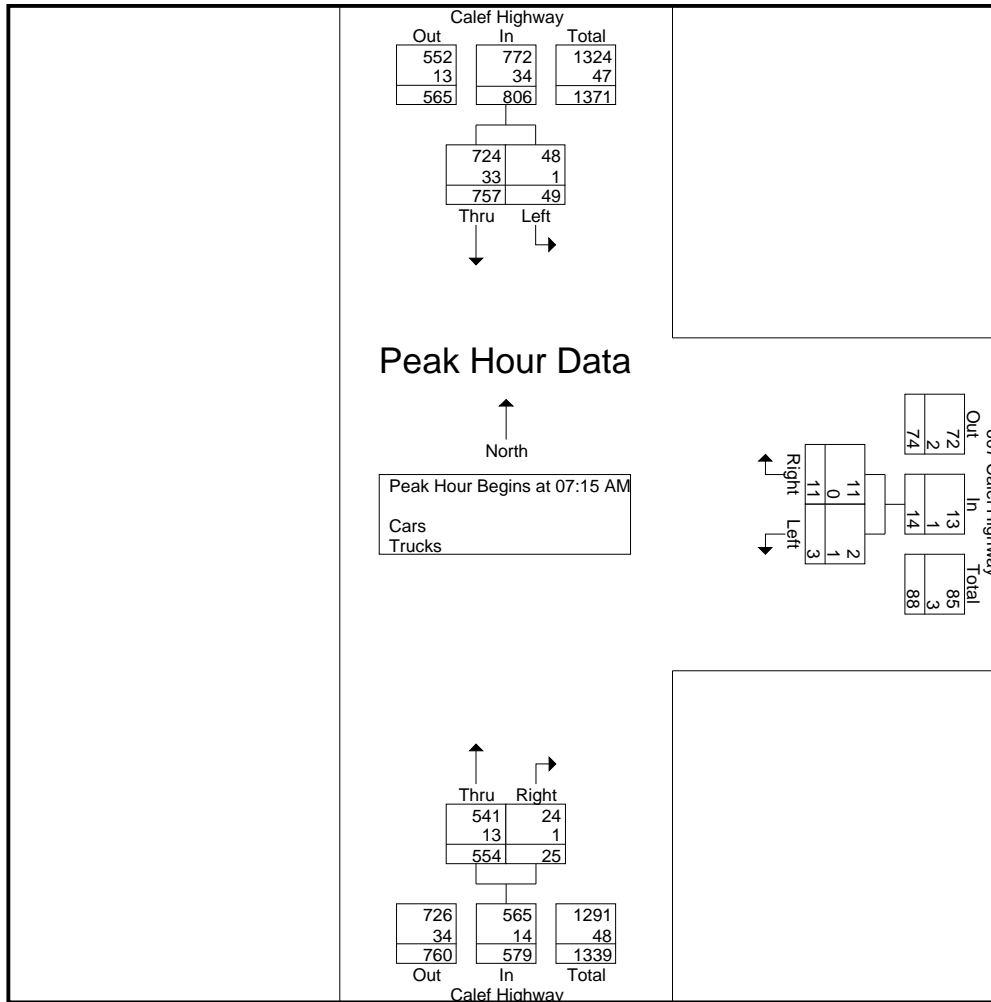 Calef Highway
Out In Total
552 772 1324
13 34 47
565 806 1371
724 48
33 1
757 49
Thru Left
Peak Hour Data
North
Peak Hour Begins at 07:15 AM
Cars
Trucks
Calef Highway
Out In Total
72 13 85
2 1 3
74 14 88
11 2
0 1
11 3
Right Left
Thru Right
541 24
13 1
554 25
726 565 1291
34 14 48
760 579 1339
Out In Total
Calef Highway